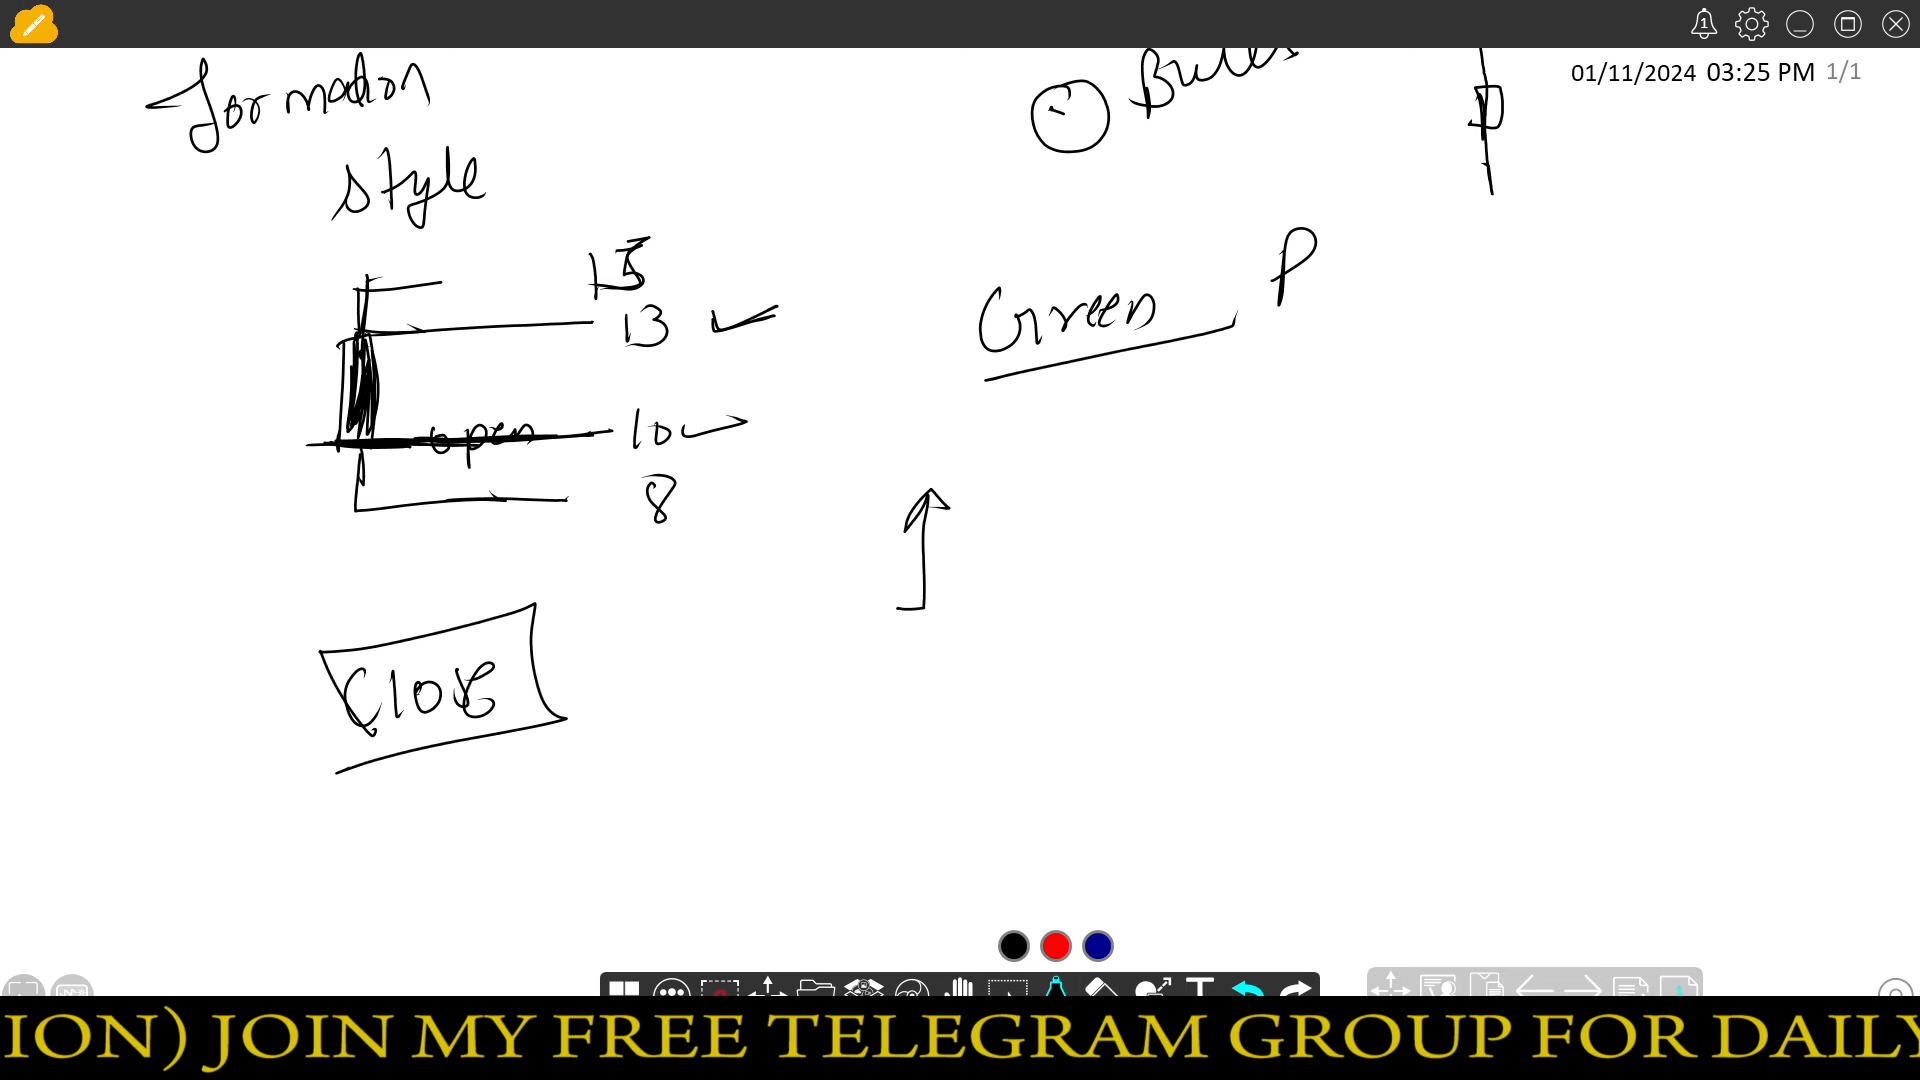 01/11/2024 03:25 PM 1/1
formation
style
15
13
Green P
open 10
8
Close
ION) JOIN MY FREE TELEGRAM GROUP FOR DAILY